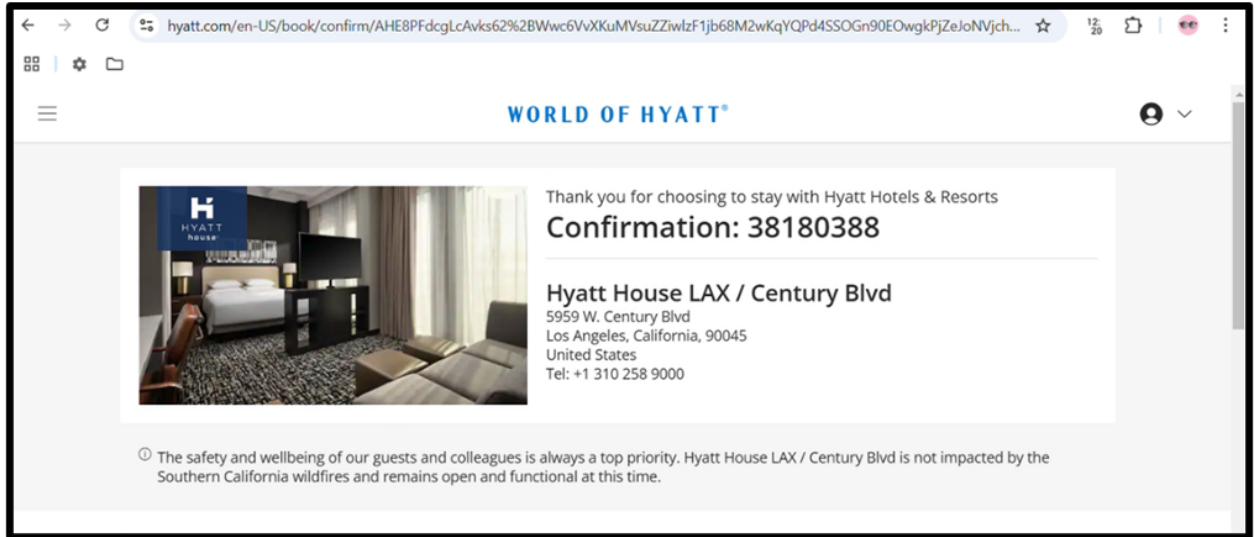 hyatt.com/en-US/book/confirm/AHE8PFdcgLcAvks62%2BWwc6VvXKuMVsuZZiwlzF1jb68M2wKqYQPd4SSOGn90EOwgkPjZeJoNVjch...
12:
20
WORLD OF HYATT®
H
HYATT
house
Thank you for choosing to stay with Hyatt Hotels & Resorts
Confirmation: 38180388
Hyatt House LAX / Century Blvd
5959 W. Century Blvd
Los Angeles, California, 90045
United States
Tel: +1 310 258 9000
The safety and wellbeing of our guests and colleagues is always a top priority. Hyatt House LAX / Century Blvd is not impacted by the
Southern California wildfires and remains open and functional at this time.